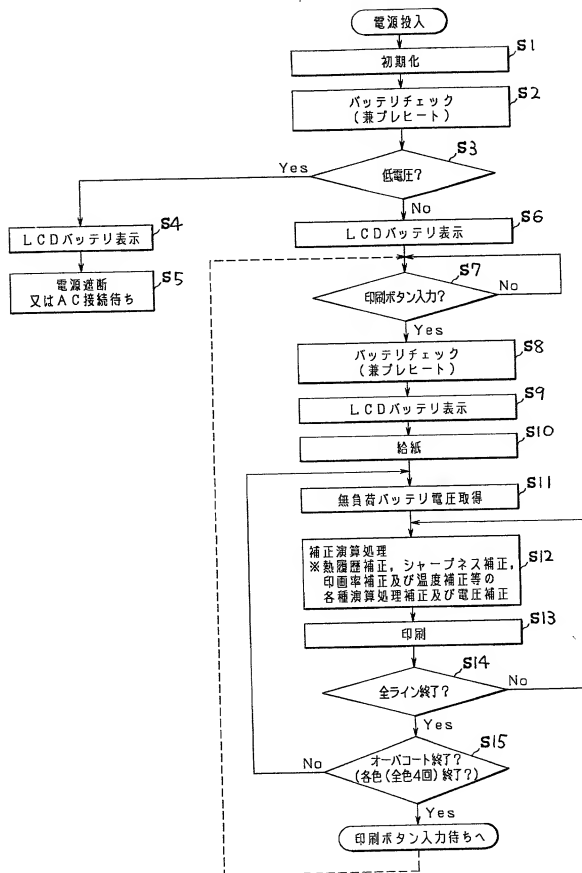 電源投入
S1
初期化
S2
バッテリチェック
(兼プレヒート)
S3
低電圧?
Yes
No
S4
LCDバッテリ表示
S5
電源遮断
又はAC接続待ち
S6
LCDバッテリ表示
S7
印刷ボタン入力?
No
Yes
S8
バッテリチェック
(兼プレヒート)
S9
LCDバッテリ表示
S10
給紙
S11
無負荷バッテリ電圧取得
S12
補正演算処理
※熱履歴補正,シャープネス補正,
印画率補正及び温度補正等の
各種演算処理補正及び電圧補正
S13
印刷
S14
全ライン終了?
No
Yes
S15
オーバコート終了?
(各色(全色4回)終了?)
No
Yes
印刷ボタン入力待ちへ